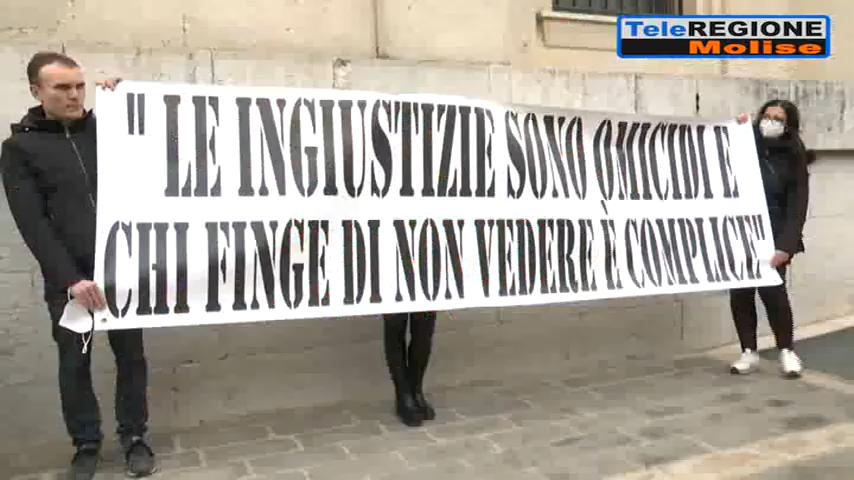 TeleREGIONE
Molise
" LE INGIUSTIZIE SONO OMICIDI E
CHI FINGE DI NON VEDERE È COMPLICE"